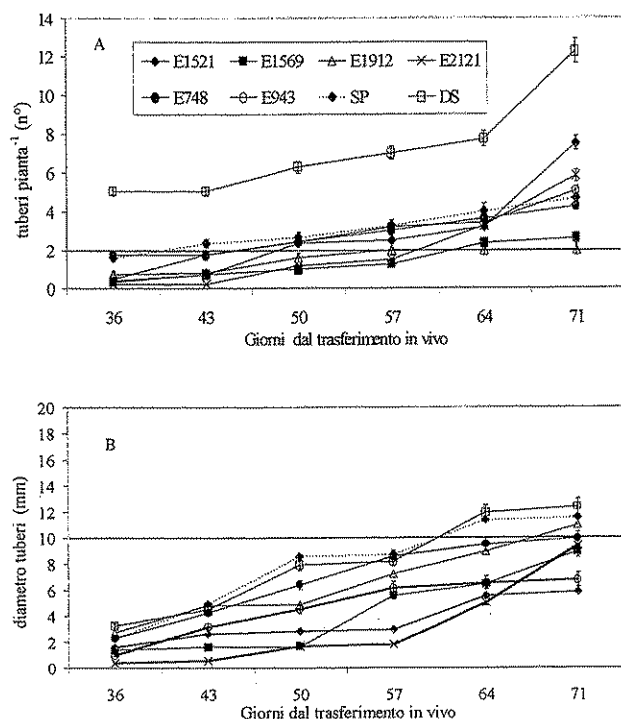 14
12
10
8
6
4
2
0
tuberi pianta⁻¹ (n°)
A
E1521 E1569 E1912 E2121
E748 E943 SP DS
36 43 50 57 64 71
Giorni dal trasferimento in vivo
20
18
16
14
12
10
8
6
4
2
0
diametro tuberi (mm)
B
36 43 50 57 64 71
Giorni dal trasferimento in vivo